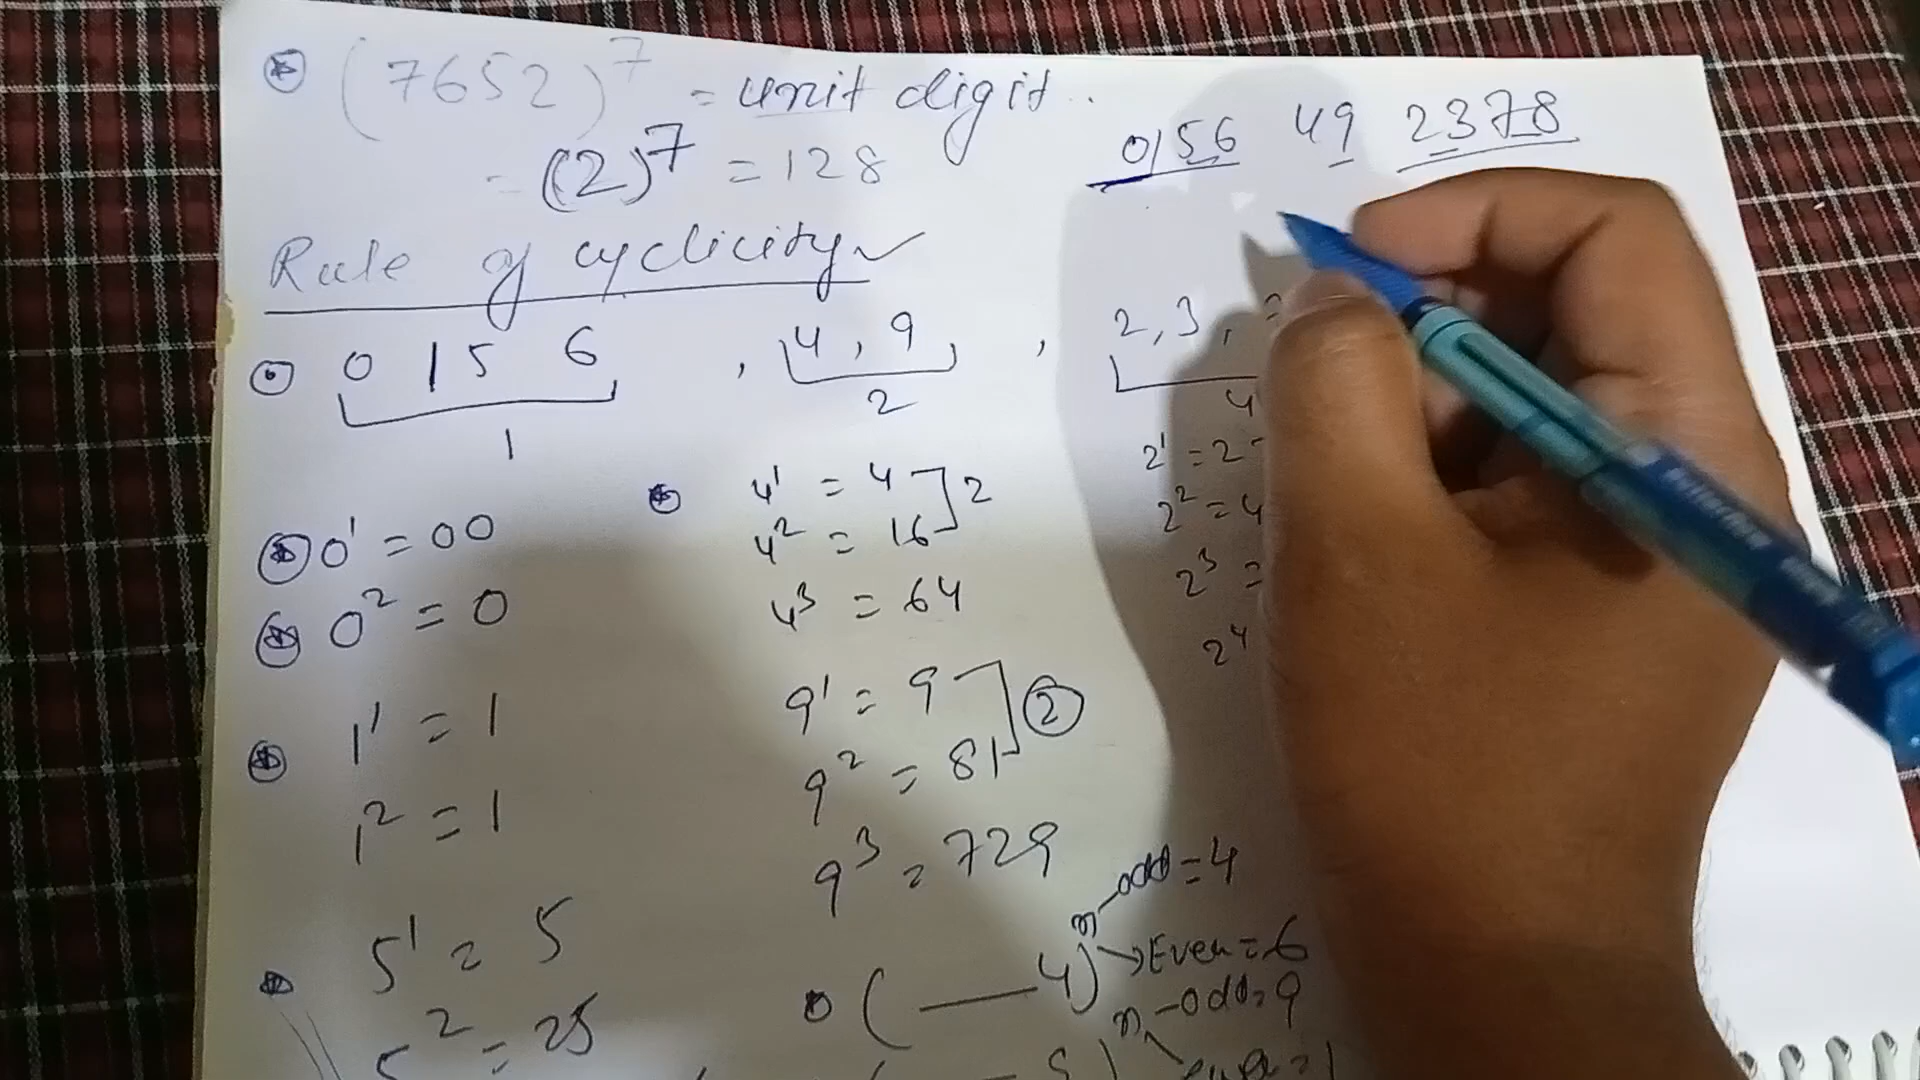 (7652)^7 = unit digit..
= (2)^7 = 128
0156 49 2378
Rule of cyclicity
0 1 5 6 , 4, 9 , 2, 3,
1
2
4
0^1 = 00
0^2 = 0
1^1 = 1
1^2 = 1
5^1 = 5
5^2 = 25
4^1 = 4
4^2 = 16
2
4^3 = 64
9^1 = 9
9^2 = 81
2
9^3 = 729
2^1 = 2
2^2 = 4
2^3 =
2^4
( 4)^n odd = 4
→ Even = 6
n - odd = 9